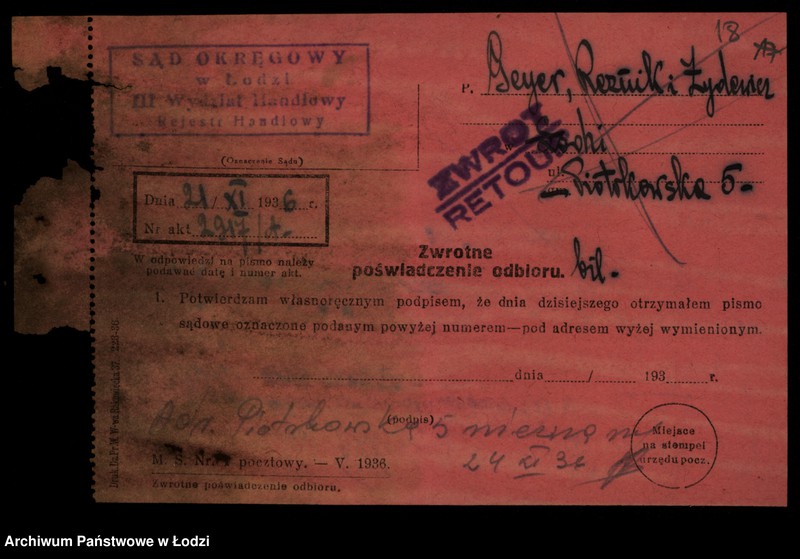 18
SĄD OKRĘGOWY
w Łodzi
III Wydział Handlowy
Rejestr Handlowy
(Oznaczenie Sądu)
P. Geyer, Reznik i Żydewicz
w Łodzi
ul. Piotrkowska 5-
ZWROT
RETOUR
Dnia 21/XI 1936 r.
Nr akt 2917/A.
W odpowiedzi na pismo należy
podawać datę i numer akt.
Zwrotne
poświadczenie odbioru. bil-
1. Potwierdzam własnoręcznym podpisem, że dnia dzisiejszego otrzymałem pismo
sądowe oznaczone podanym powyżej numerem—pod adresem wyżej wymienionym.
dnia / 193 r.
(podpis)
Adr. Piotrkowska 5 nieznany
24 XI 36
Miejsce
na stempel
urzędu pocz.
M. S. Nr. pocztowy. — V. 1936.
Zwrotne poświadczenie odbioru.
Archiwum Państwowe w Łodzi